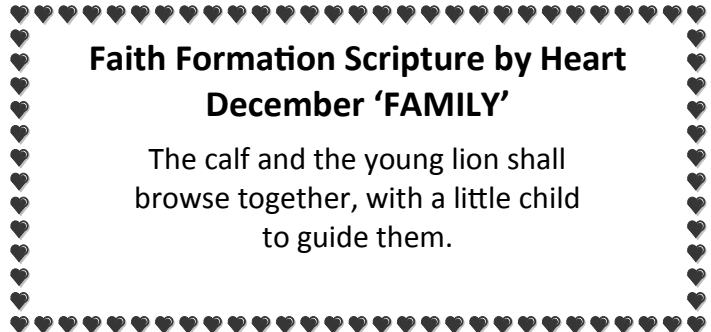 Faith Formation Scripture by Heart
December ‘FAMILY’
The calf and the young lion shall
browse together, with a little child
to guide them.